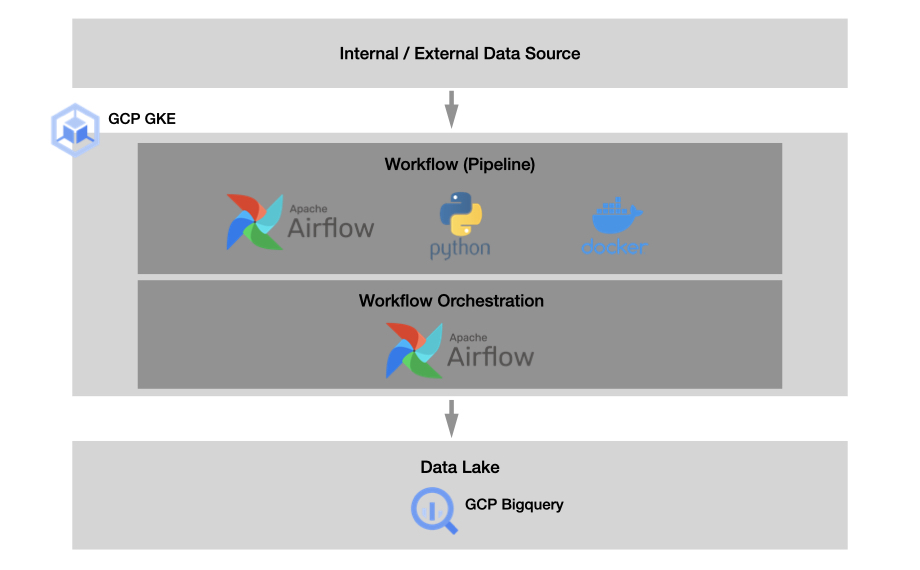 Internal / External Data Source
GCP GKE
Workflow (Pipeline)
Apache
Airflow
python
docker
Workflow Orchestration
Apache
Airflow
Data Lake
GCP Bigquery